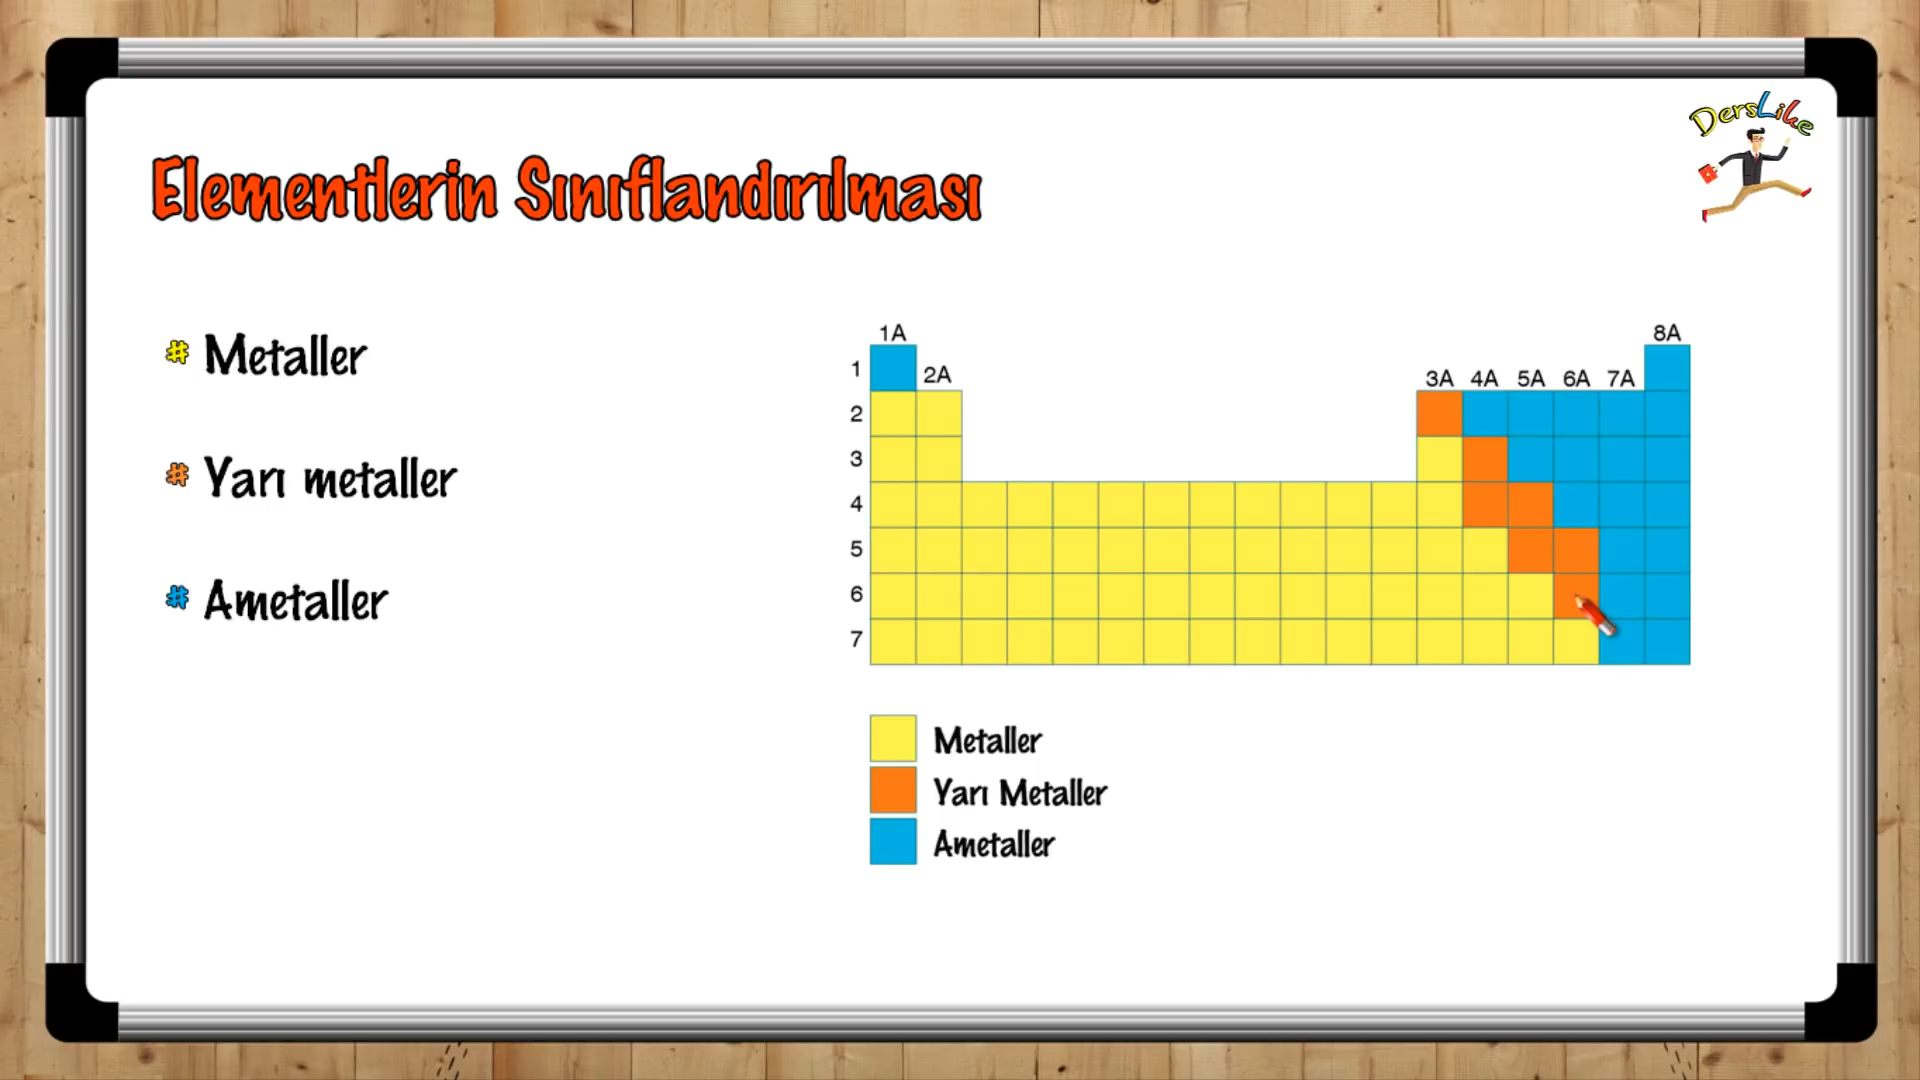 DersLike
Elementlerin Sınıflandırılması
# Metaller
# Yarı metaller
# Ametaller
1A 8A
2A 3A 4A 5A 6A 7A
1
2
3
4
5
6
7
Metaller
Yarı Metaller
Ametaller